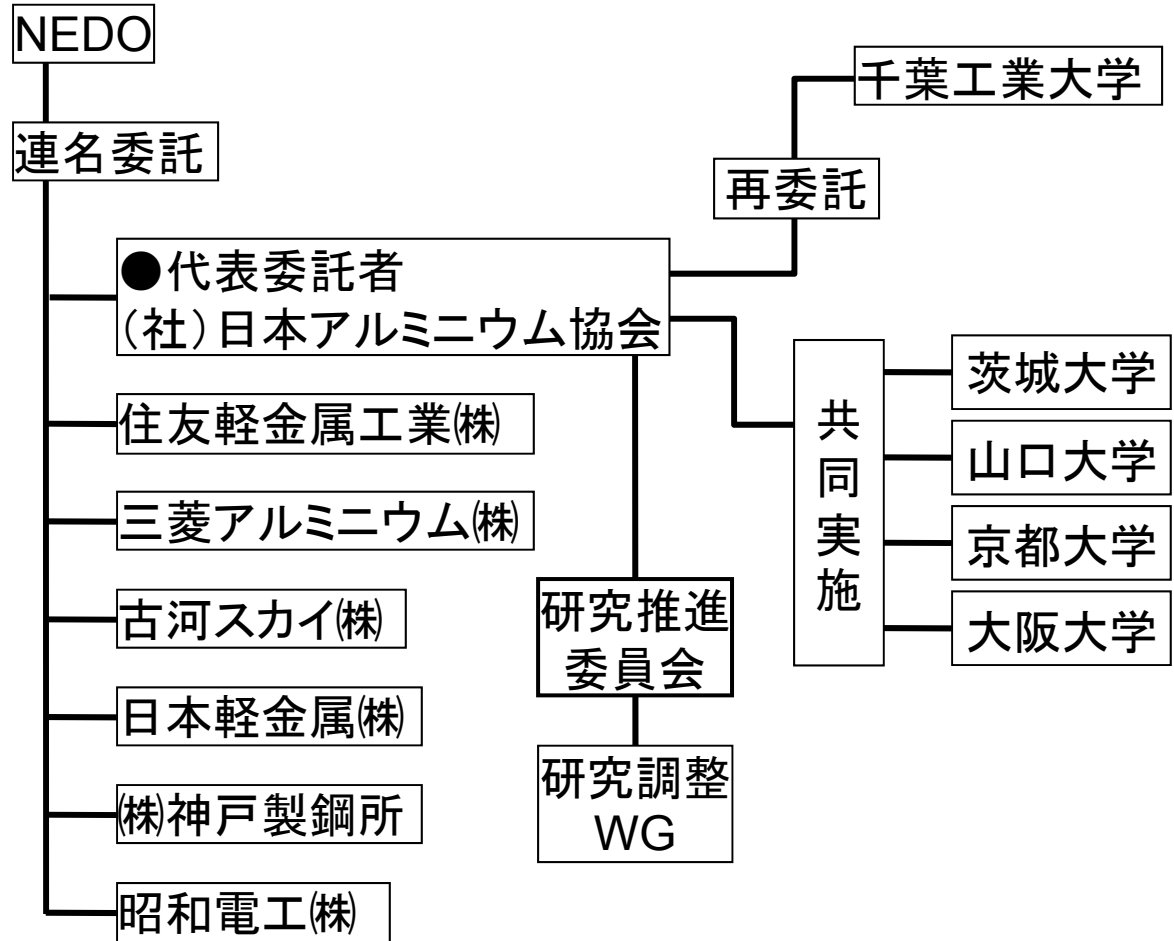 NEDO
千葉工業大学
連名委託
再委託
●代表委託者
（社）日本アルミニウム協会
住友軽金属工業㈱
三菱アルミニウム㈱
古河スカイ㈱
日本軽金属㈱
㈱神戸製鋼所
昭和電工㈱
研究推進
委員会
研究調整
WG
共同実施
茨城大学
山口大学
京都大学
大阪大学